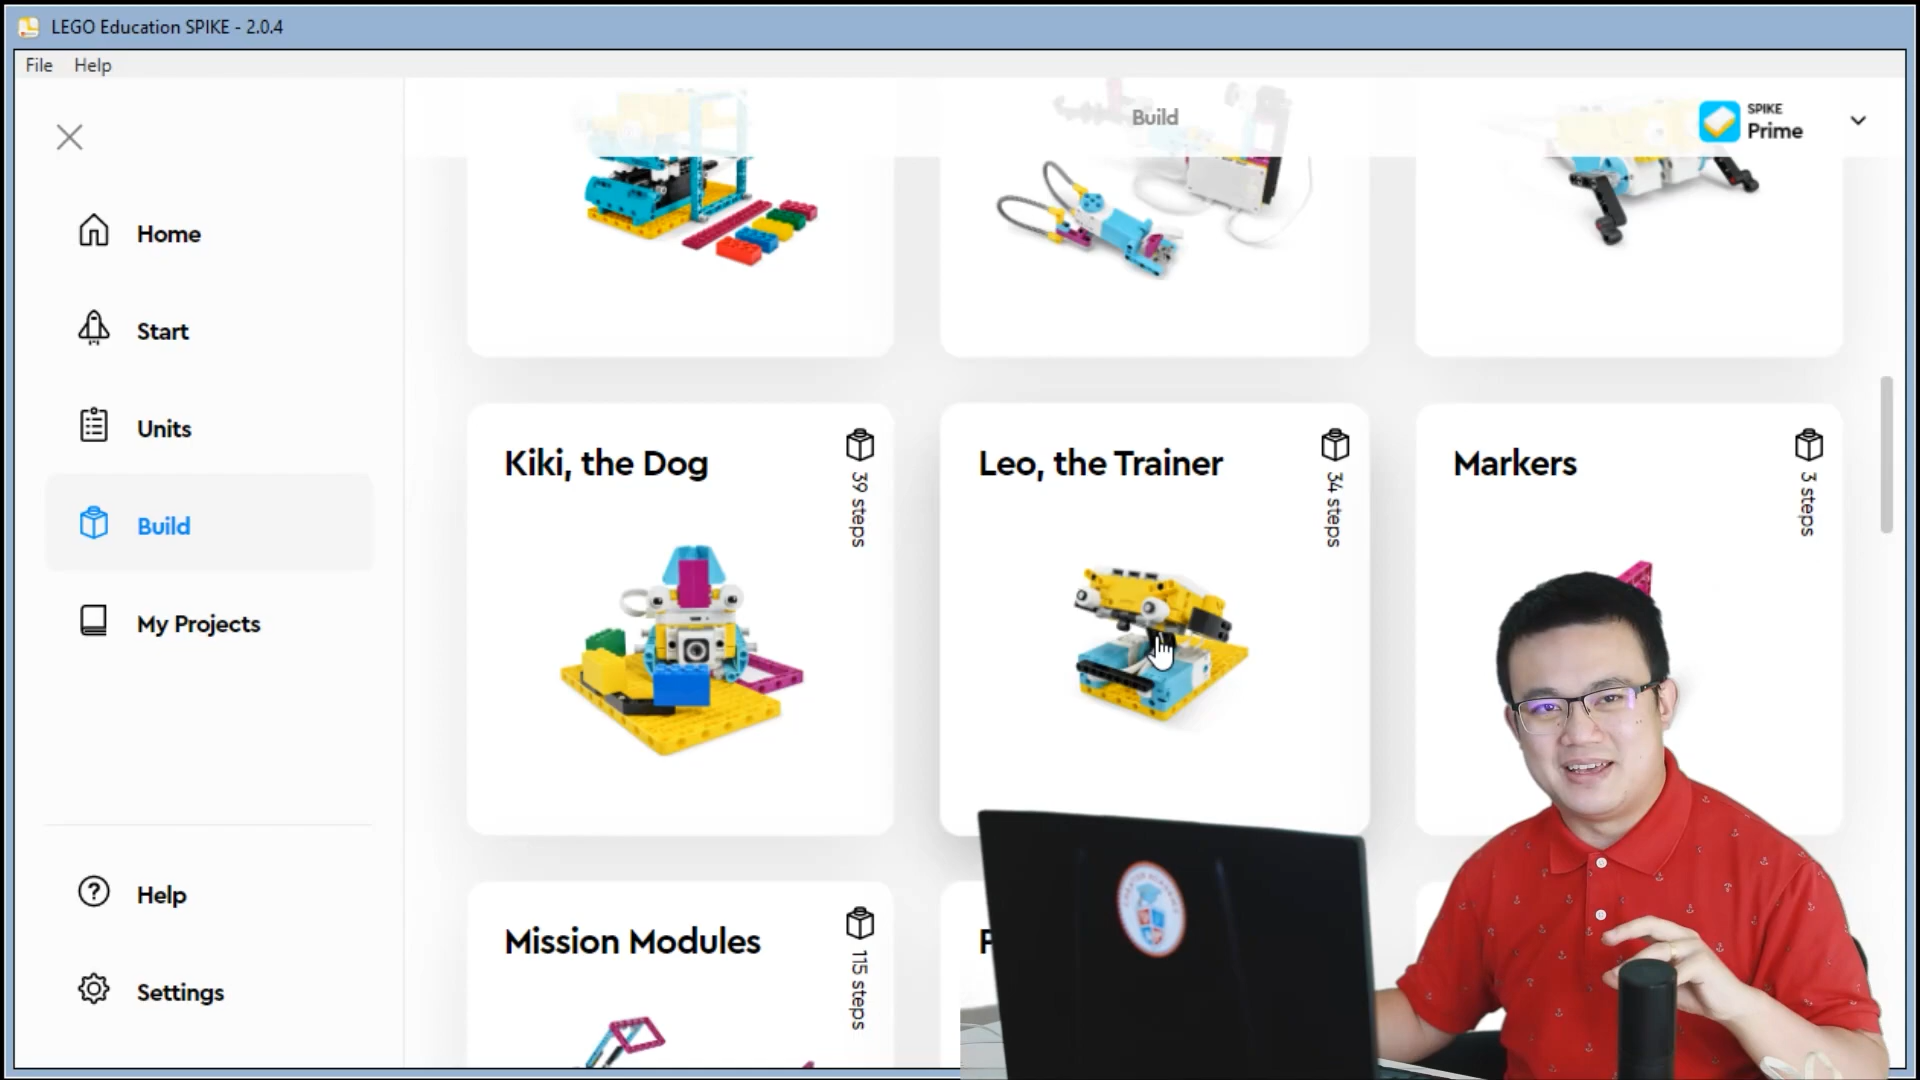 LEGO Education SPIKE - 2.0.4
File Help
Build
SPIKE
Prime
Home
Start
Units
Build
My Projects
Help
Settings
Kiki, the Dog
39 steps
Leo, the Trainer
34 steps
Markers
3 steps
Mission Modules
115 steps